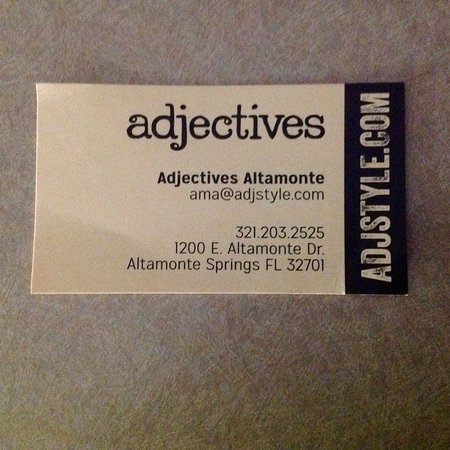 adjectives
Adjectives Altamonte
ama@adjstyle.com
321.203.2525
1200 E. Altamonte Dr.
Altamonte Springs FL 32701
ADJSTYLE.COM